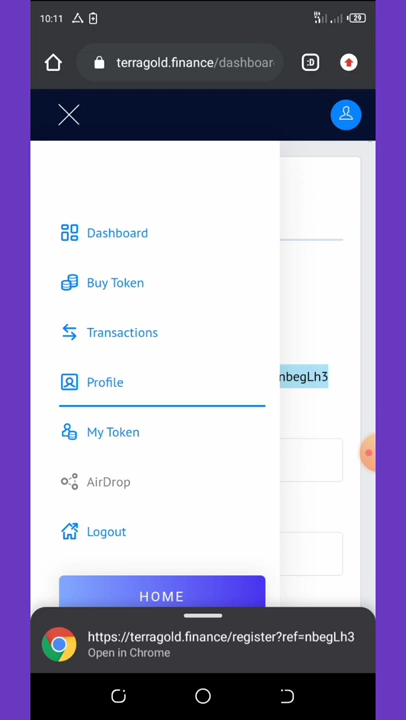 10:11
29
terragold.finance/dashboar
:D
Dashboard
Buy Token
Transactions
Profile
nbegLh3
My Token
AirDrop
Logout
HOME
https://terragold.finance/register?ref=nbegLh3
Open in Chrome